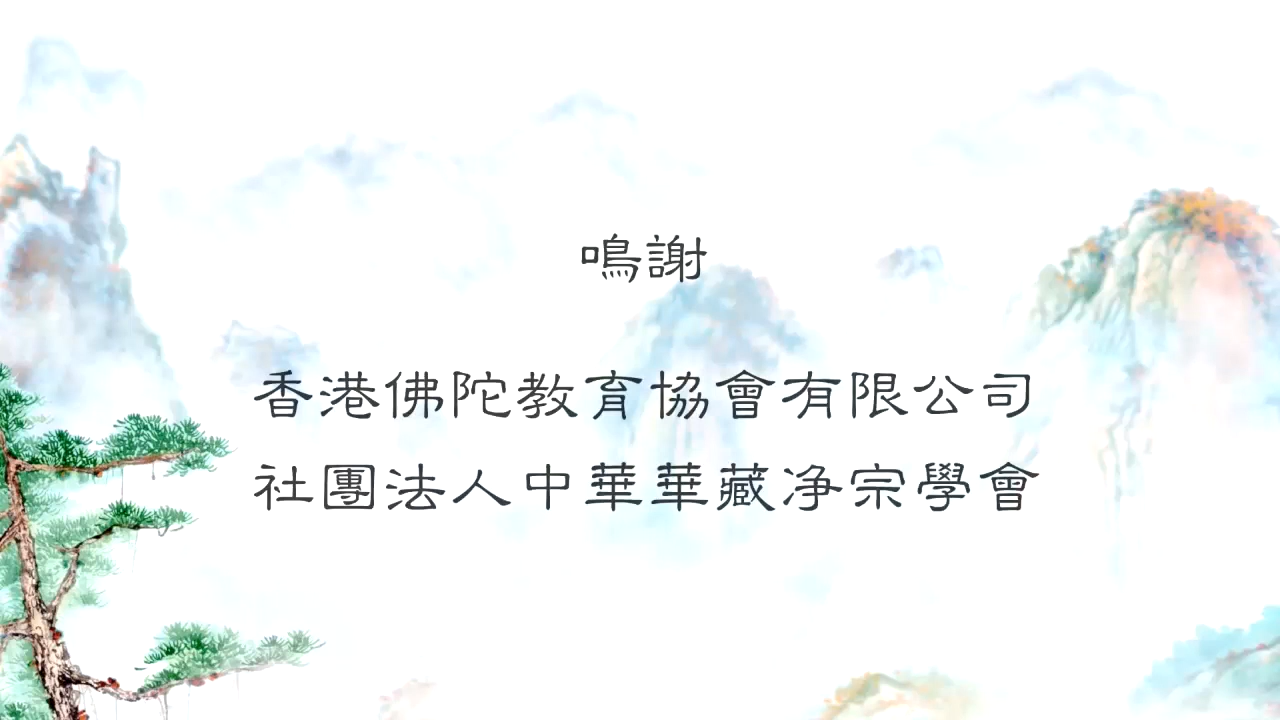 鳴謝
香港佛陀教育協會有限公司
社團法人中華華藏净宗學會